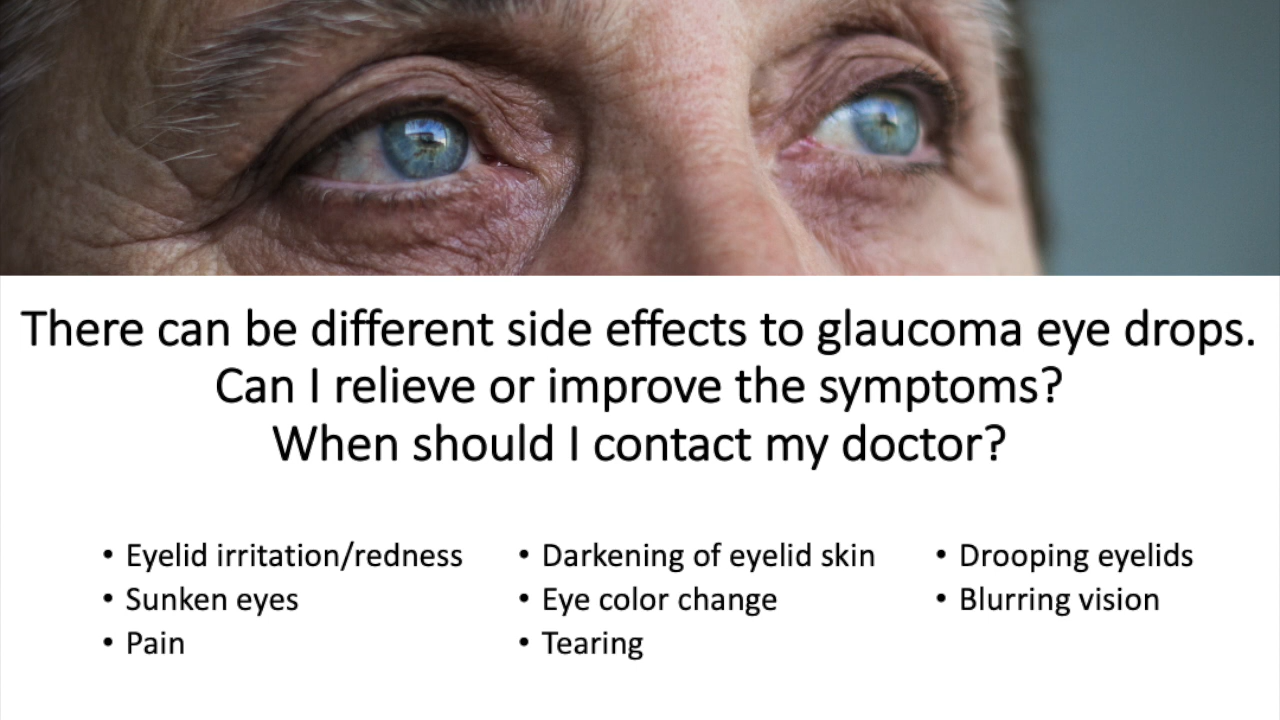 There can be different side effects to glaucoma eye drops.
Can I relieve or improve the symptoms?
When should I contact my doctor?
• Eyelid irritation/redness
• Sunken eyes
• Pain
• Darkening of eyelid skin
• Eye color change
• Tearing
• Drooping eyelids
• Blurring vision